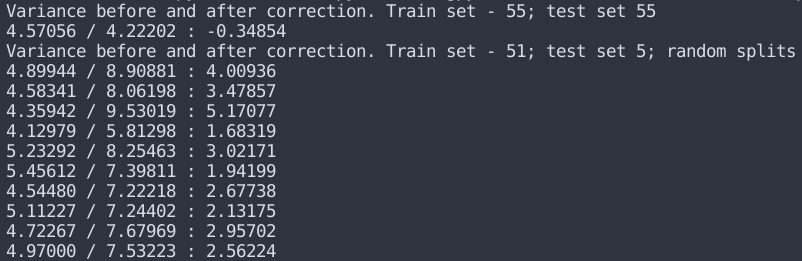 Variance before and after correction. Train set - 55; test set 55
4.57056 / 4.22202 : -0.34854
Variance before and after correction. Train set - 51; test set 5; random splits
4.89944 / 8.90881 : 4.00936
4.58341 / 8.06198 : 3.47857
4.35942 / 9.53019 : 5.17077
4.12979 / 5.81298 : 1.68319
5.23292 / 8.25463 : 3.02171
5.45612 / 7.39811 : 1.94199
4.54480 / 7.22218 : 2.67738
5.11227 / 7.24402 : 2.13175
4.72267 / 7.67969 : 2.95702
4.97000 / 7.53223 : 2.56224